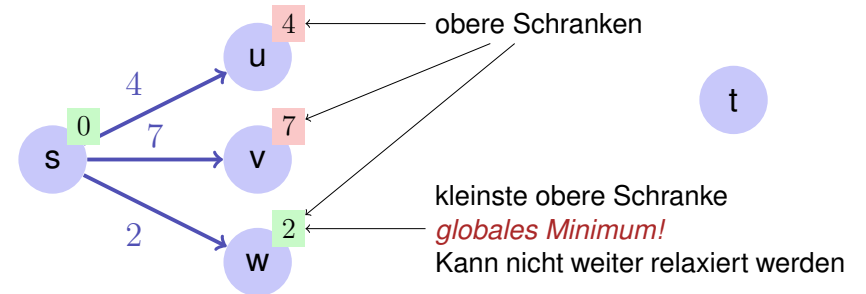 4 obere Schranken
u
4
t
0
7
7
s
v
kleinste obere Schranke
2
globales Minimum!
2
w
Kann nicht weiter relaxiert werden